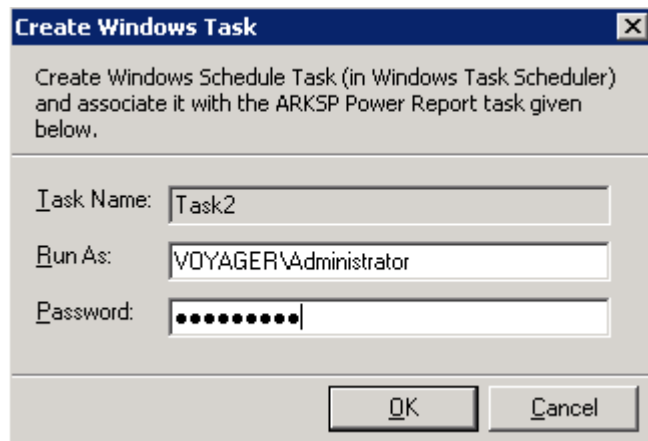 Create Windows Task
Create Windows Schedule Task (in Windows Task Scheduler)
and associate it with the ARKSP Power Report task given
below.
Task Name: Task2
Run As: VOYAGER\Administrator
Password: ●●●●●●●●●
OK Cancel